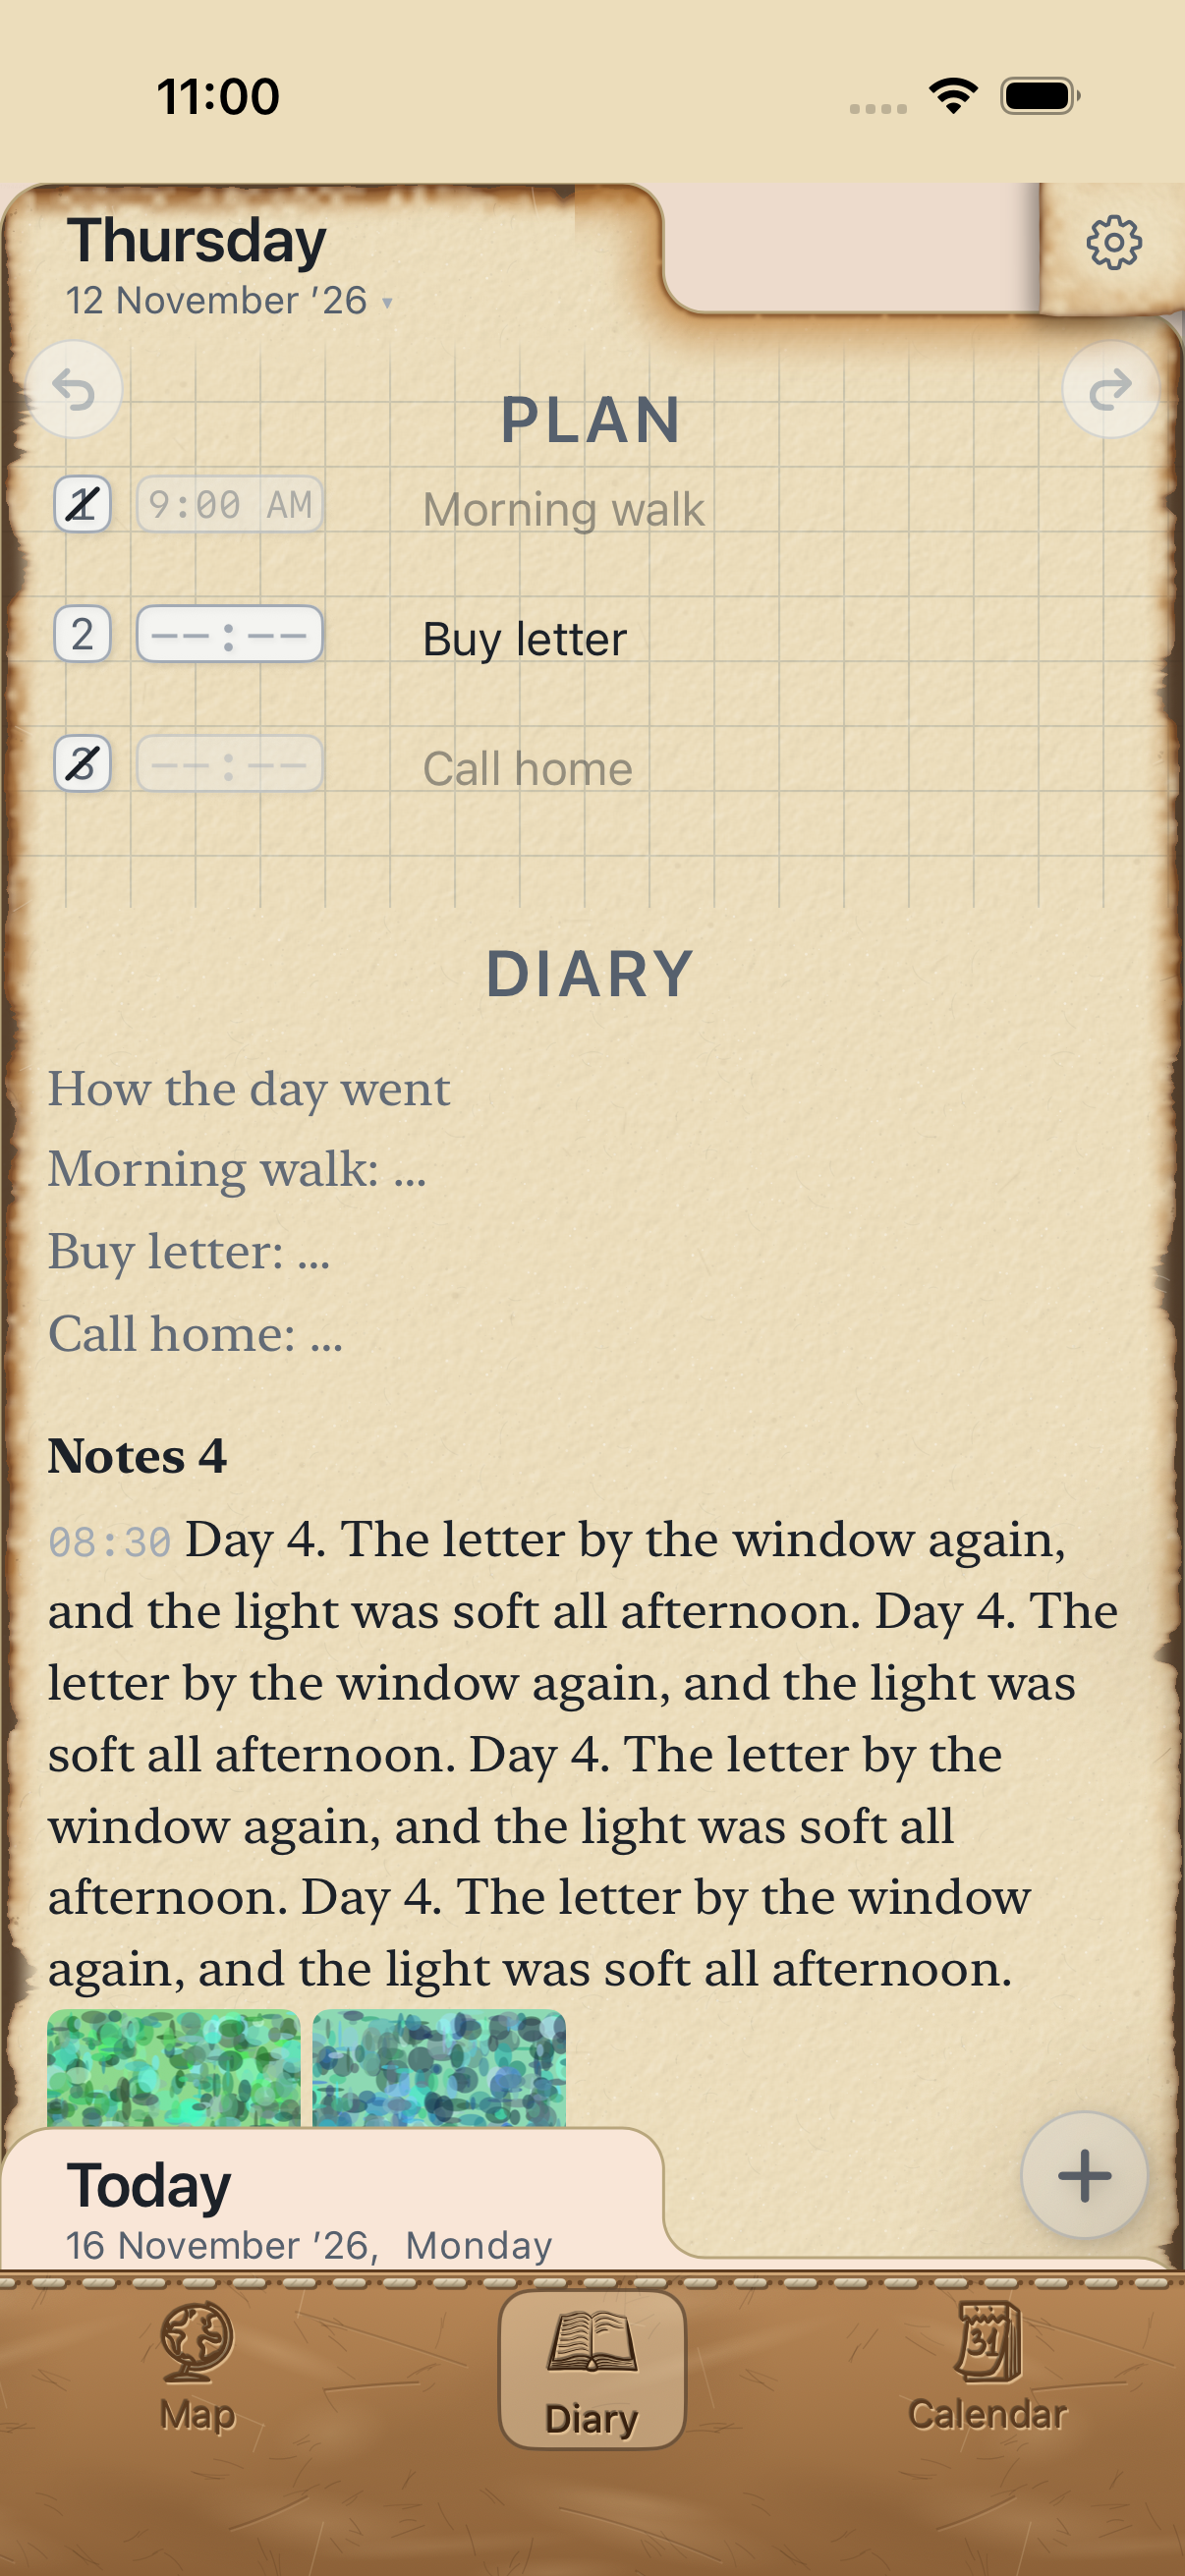 11:00
Thursday
12 November ’26 ▾
PLAN
1 9:00 AM Morning walk
2 --:-- Buy letter
3 --:-- Call home
DIARY
How the day went
Morning walk: ...
Buy letter: ...
Call home: ...
Notes 4
08:30 Day 4. The letter by the window again,
and the light was soft all afternoon. Day 4. The
letter by the window again, and the light was
soft all afternoon. Day 4. The letter by the
window again, and the light was soft all
afternoon. Day 4. The letter by the window
again, and the light was soft all afternoon.
Today
16 November ’26, Monday
31
Map
Diary
Calendar